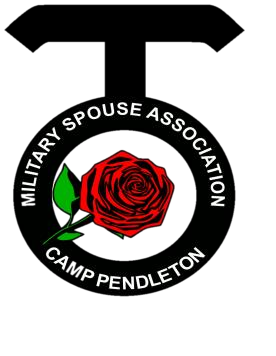 MILITARY SPOUSE ASSOCIATION
CAMP PENDLETON